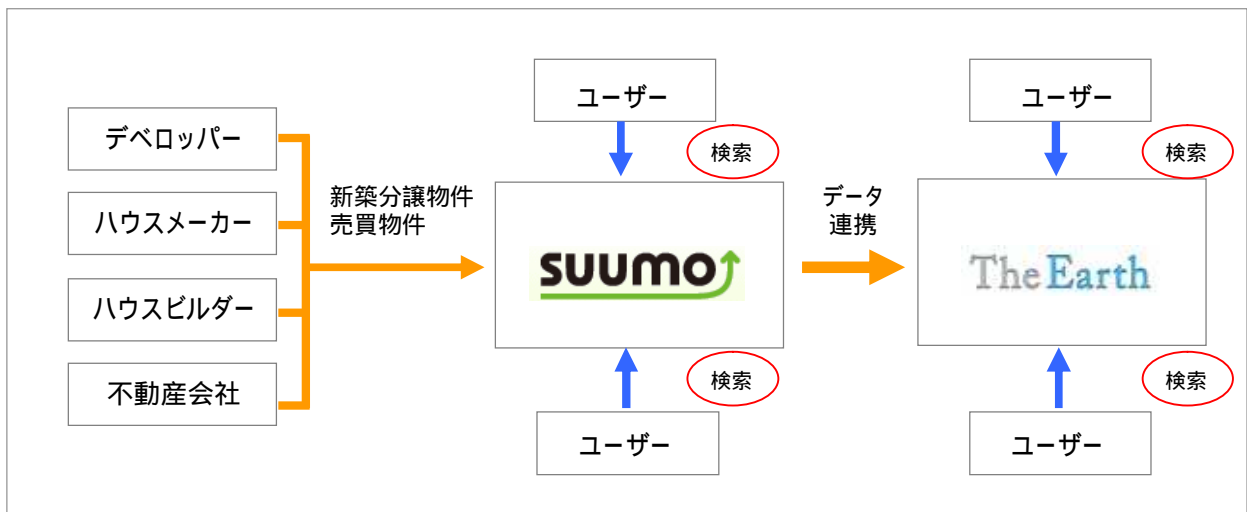 デベロッパー
ハウスメーカー
ハウスビルダー
不動産会社
新築分譲物件
売買物件
ユーザー
検索
suumo
検索
ユーザー
データ
連携
ユーザー
検索
The Earth
検索
ユーザー